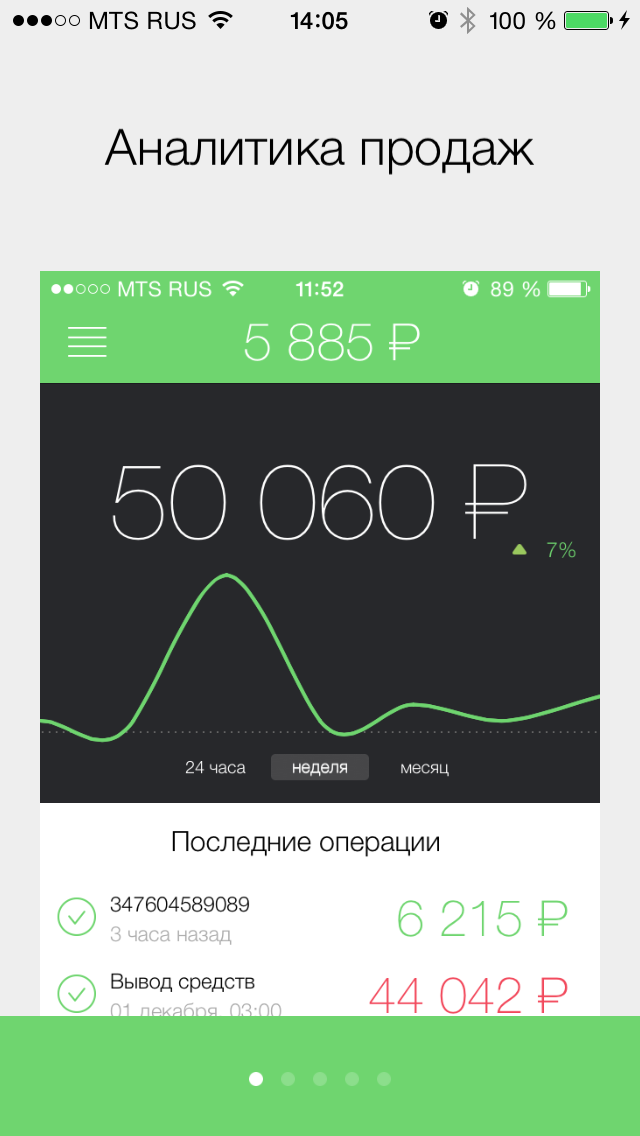 MTS RUS 14:05 100 %
Аналитика продаж
MTS RUS 11:52 89 %
5 885 ₽
50 060 ₽
7%
24 часа неделя месяц
Последние операции
347604589089 6 215 ₽
3 часа назад
Вывод средств 44 042 ₽
01 декабря, 03:00